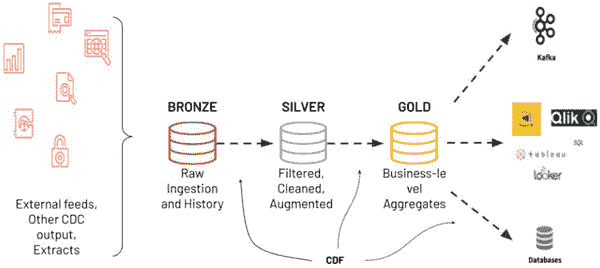 BRONZE
SILVER
GOLD
Raw
Ingestion
and History
Filtered,
Cleaned,
Augmented
Business-le
vel
Aggregates
External feeds,
Other CDC
output,
Extracts
CDF
Kafka
Qlik
SQL
tableau
looker
Databases